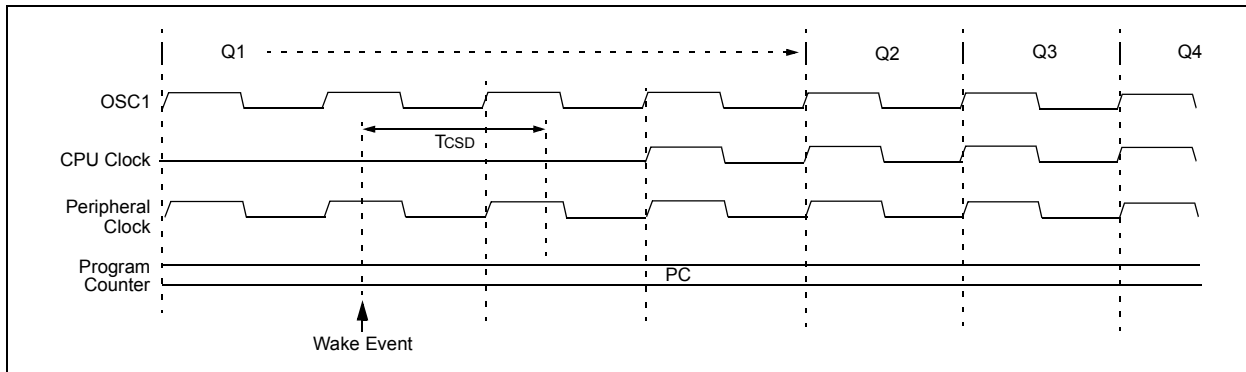 Q1
Q2
Q3
Q4
OSC1
TCSD
CPU Clock
Peripheral
Clock
Program
Counter
PC
Wake Event